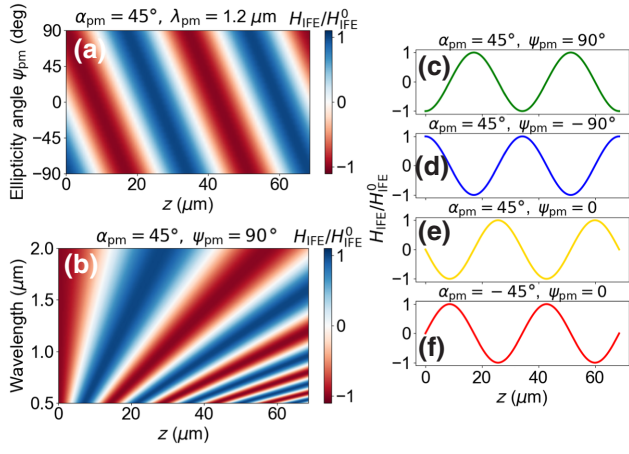 α_pm = 45°, λ_pm = 1.2 μm H_IFE/H⁰_IFE
(a)
Ellipticity angle ψ_pm (deg)
90
45
0
−45
−90
0 20 40 60
z (μm)
1
0
−1
α_pm = 45°, ψ_pm = 90° H_IFE/H⁰_IFE
(b)
Wavelength (μm)
2.0
1.5
1.0
0.5
0 20 40 60
z (μm)
1
0
−1
α_pm = 45°, ψ_pm = 90°
(c)
1
0
−1
α_pm = 45°, ψ_pm = −90°
(d)
1
0
−1
α_pm = 45°, ψ_pm = 0
(e)
1
0
−1
α_pm = −45°, ψ_pm = 0
(f)
1
0
−1
H_IFE/H⁰_IFE
0 20 40 60
z (μm)